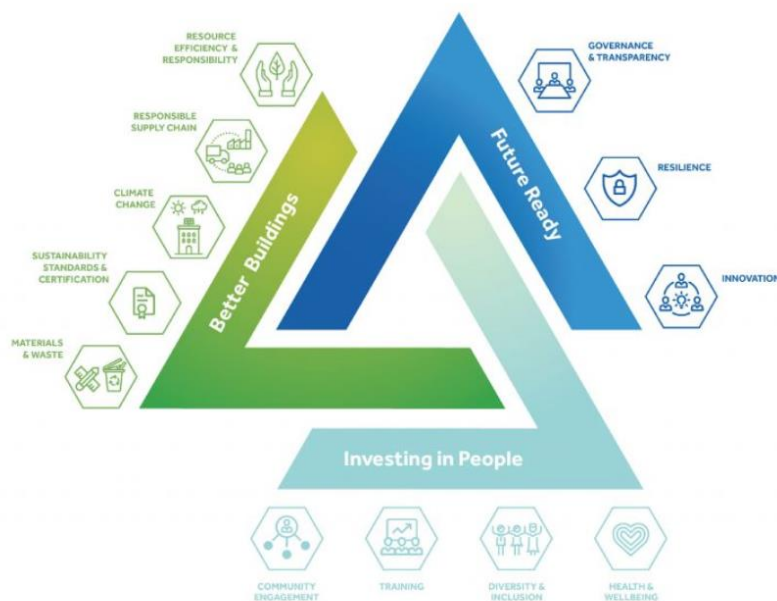 RESOURCE
EFFICIENCY &
RESPONSIBILITY
RESPONSIBLE
SUPPLY CHAIN
CLIMATE
CHANGE
SUSTAINABILITY
STANDARDS &
CERTIFICATION
MATERIALS
& WASTE
Better Buildings
Future Ready
GOVERNANCE
& TRANSPARENCY
RESILIENCE
INNOVATION
Investing in People
COMMUNITY
ENGAGEMENT
TRAINING
DIVERSITY &
INCLUSION
HEALTH &
WELLBEING